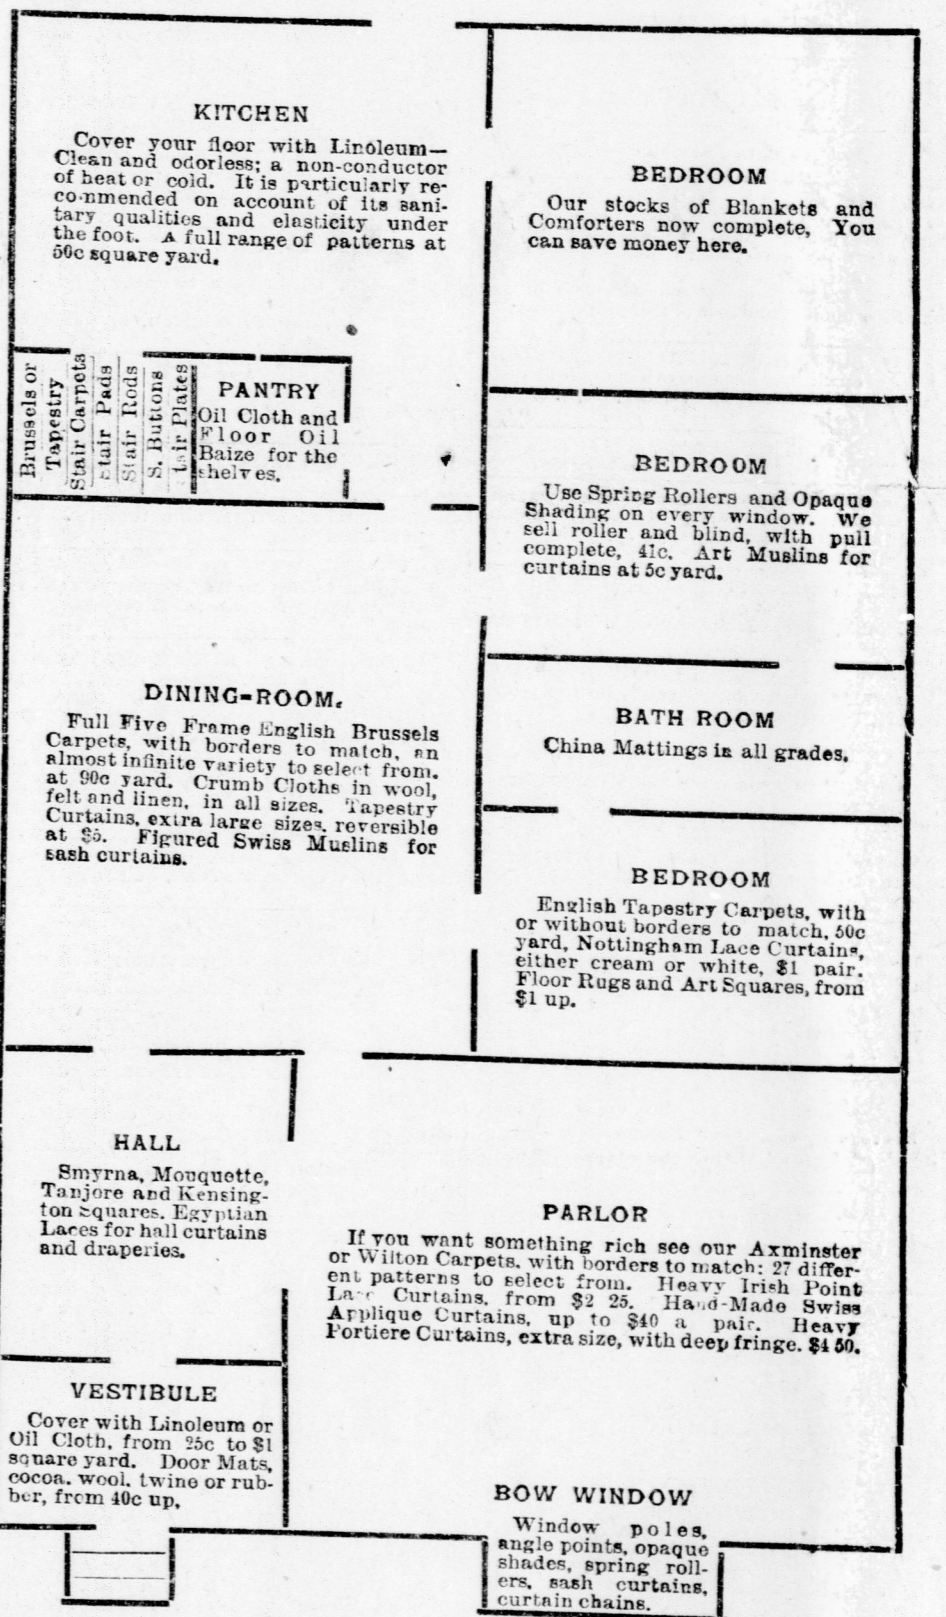 KITCHEN
Cover your floor with Linoleum—
Clean and odorless; a non-conductor
of heat or cold. It is particularly re-
commended on account of its sani-
tary qualities and elasticity under
the foot. A full range of patterns at
50c square yard.
BEDROOM
Our stocks of Blankets and
Comforters now complete, You
can save money here.
Brussels or
Tapestry
Stair Carpets
Stair Pads
Stair Rods
S. Buttons
Stair Plates
PANTRY
Oil Cloth and
Floor Oil
Baize for the
shelves.
BEDROOM
Use Spring Rollers and Opaque
Shading on every window. We
sell roller and blind, with pull
complete, 41c. Art Muslins for
curtains at 5c yard.
DINING-ROOM.
Full Five Frame English Brussels
Carpets, with borders to match, an
almost infinite variety to select from.
at 90c yard. Crumb Cloths in wool,
felt and linen, in all sizes. Tapestry
Curtains, extra large sizes, reversible
at $5. Figured Swiss Muslins for
sash curtains.
BATH ROOM
China Mattings in all grades.
BEDROOM
English Tapestry Carpets, with
or without borders to match, 50c
yard, Nottingham Lace Curtains,
either cream or white, $1 pair.
Floor Rugs and Art Squares, from
$1 up.
HALL
Smyrna, Mouquette,
Tanjore and Kensing-
ton squares. Egyptian
Laces for hall curtains
and draperies.
PARLOR
If you want something rich see our Axminster
or Wilton Carpets, with borders to match: 27 differ-
ent patterns to select from. Heavy Irish Point
Lace Curtains, from $2 25. Hand-Made Swiss
Applique Curtains, up to $40 a pair. Heavy
Portiere Curtains, extra size, with deep fringe. $4 50.
VESTIBULE
Cover with Linoleum or
Oil Cloth, from 25c to $1
square yard. Door Mats,
cocoa, wool, twine or rub-
ber, from 40c up,
BOW WINDOW
Window poles,
angle points, opaque
shades, spring roll-
ers, sash curtains,
curtain chains.